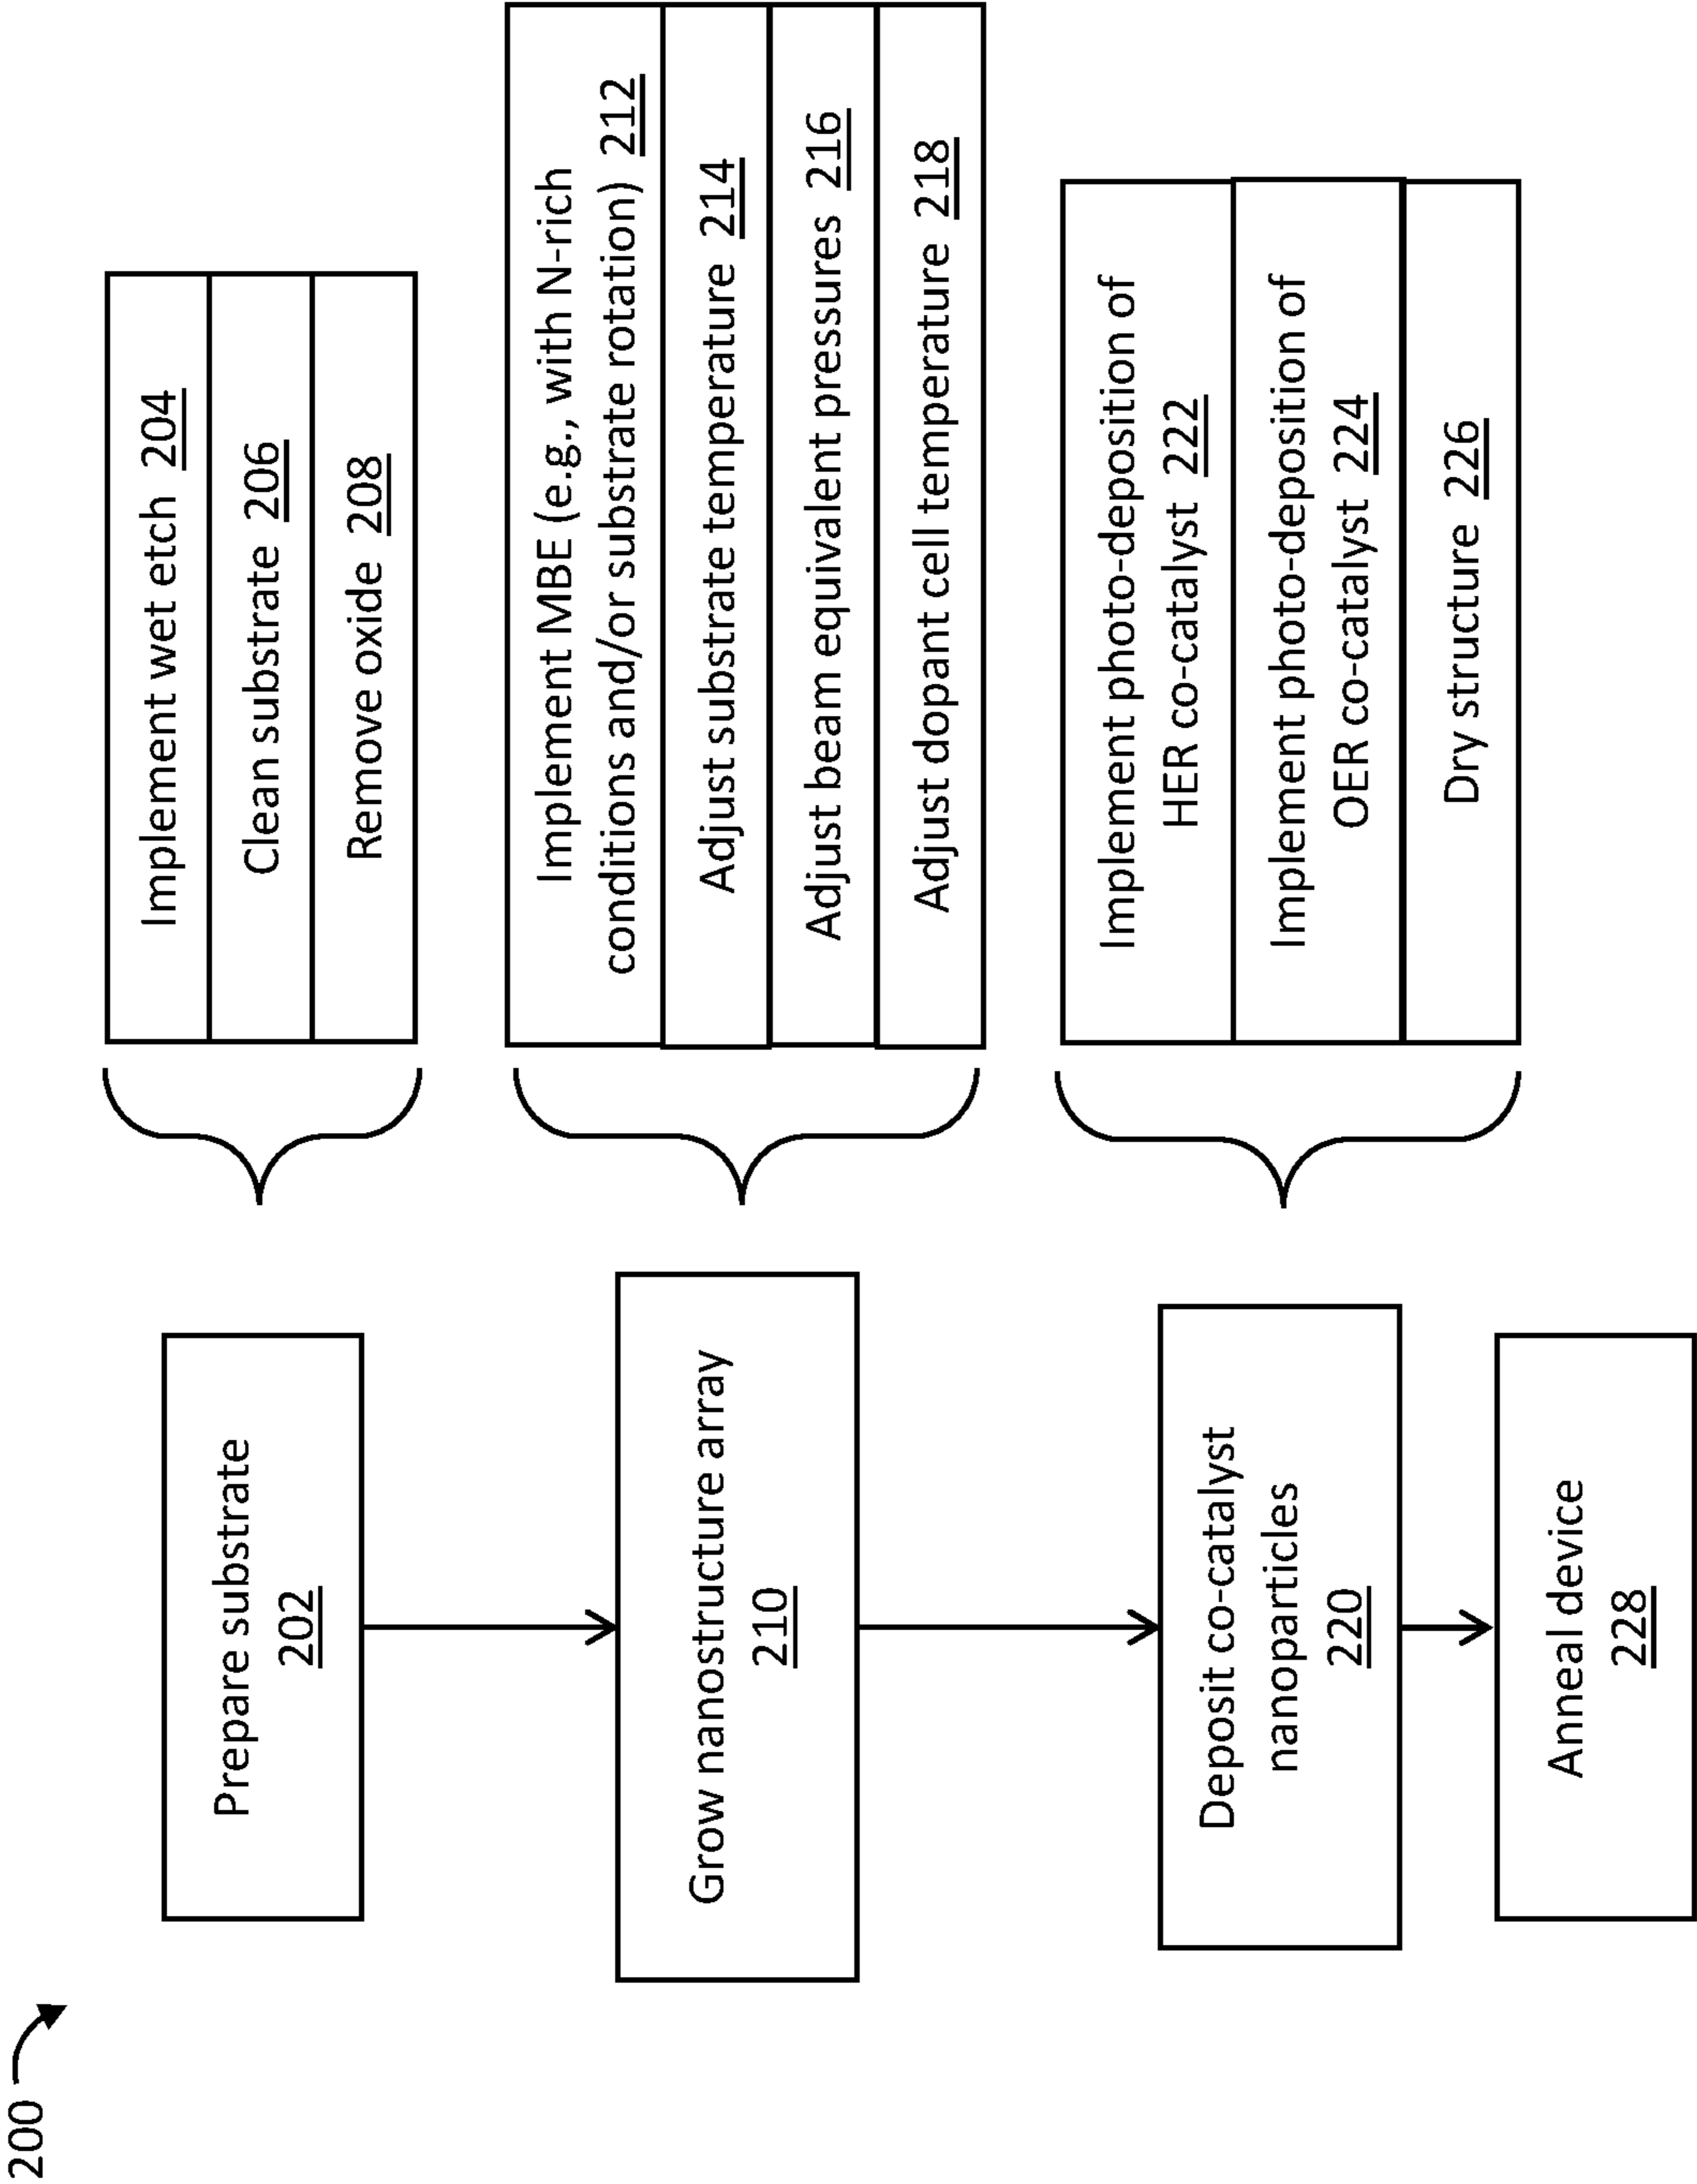 200
Prepare substrate
202
Implement wet etch 204
Clean substrate 206
Remove oxide 208
Grow nanostructure array
210
Implement MBE (e.g., with N-rich
conditions and/or substrate rotation) 212
Adjust substrate temperature 214
Adjust beam equivalent pressures 216
Adjust dopant cell temperature 218
Deposit co-catalyst
nanoparticles
220
Implement photo-deposition of
HER co-catalyst 222
Implement photo-deposition of
OER co-catalyst 224
Dry structure 226
Anneal device
228